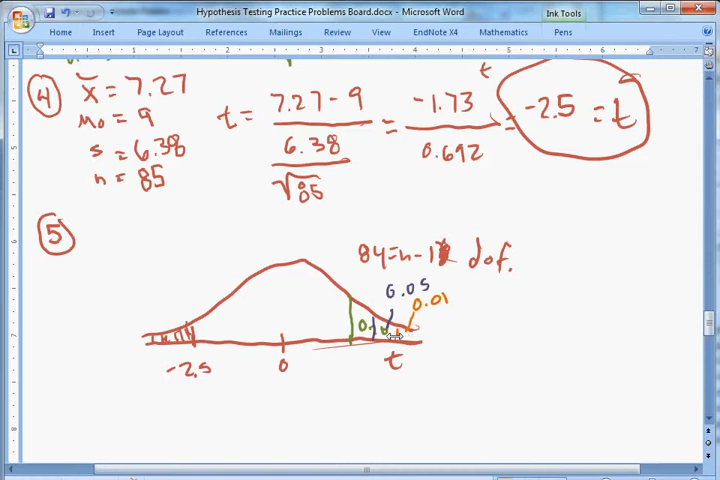 Hypothesis Testing Practice Problems Board.docx - Microsoft Word
Ink Tools
Home Insert Page Layout References Mailings Review View EndNote X4 Mathematics Pens
4
x̄ = 7.27
μ0 = 9
s = 6.38
n = 85
t = (7.27 - 9) / (6.38 / √85) = -1.73 / 0.692 = -2.5 = t
5
84 = n - 1 dof.
0.05
0.01
0.10
-2.5 0 t